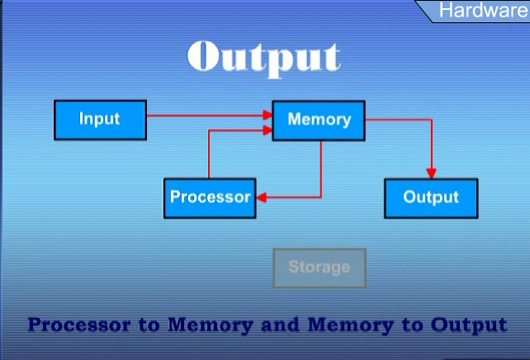 Hardware
Output
Input
Memory
Processor
Output
Storage
Processor to Memory and Memory to Output